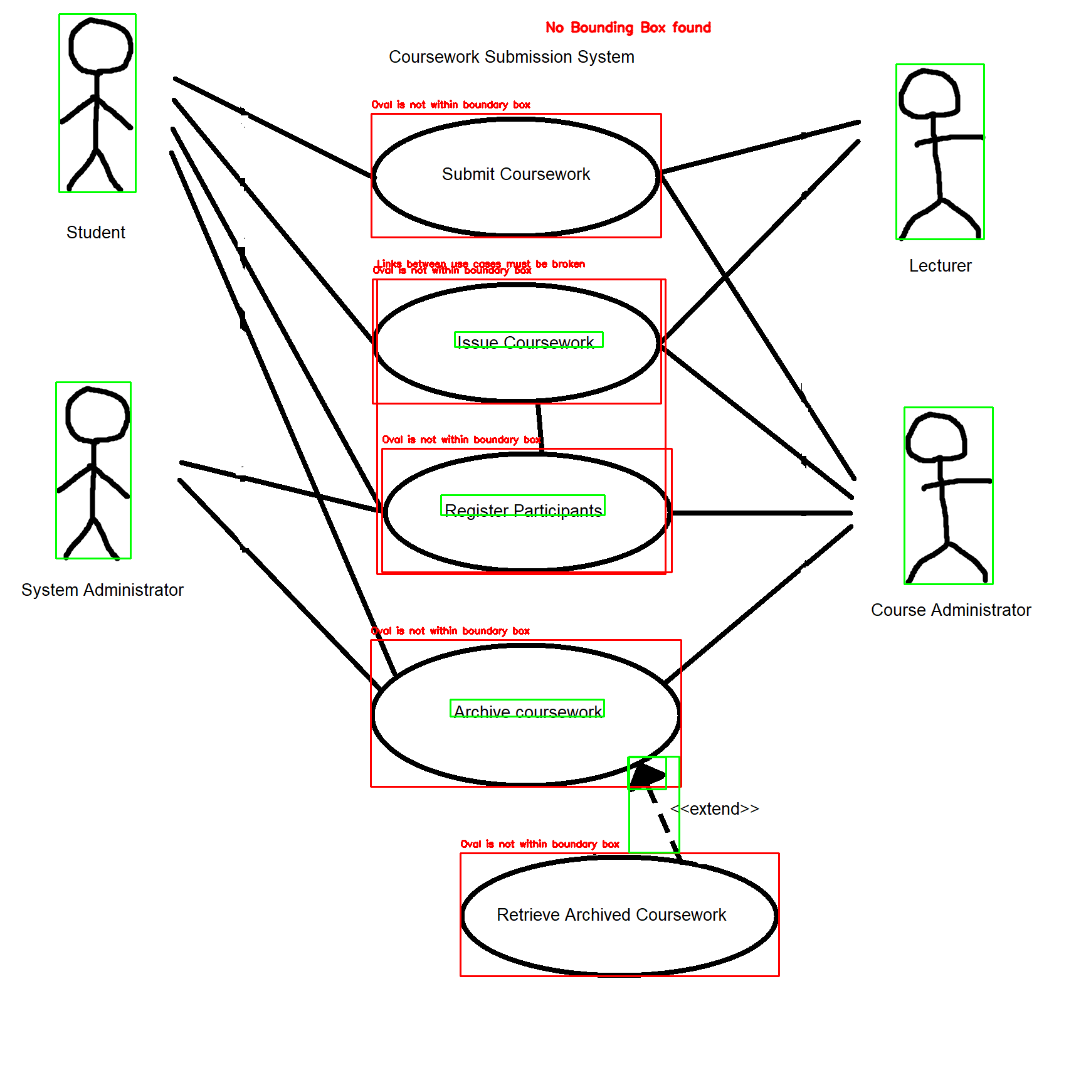 No Bounding Box found
Coursework Submission System
Oval is not within boundary box
Submit Coursework
Student
Lecturer
Links between use cases must be broken
Oval is not within boundary box
Issue Coursework
Oval is not within boundary box
Register Participants
System Administrator
Course Administrator
Oval is not within boundary box
Archive coursework
<<extend>>
Oval is not within boundary box
Retrieve Archived Coursework